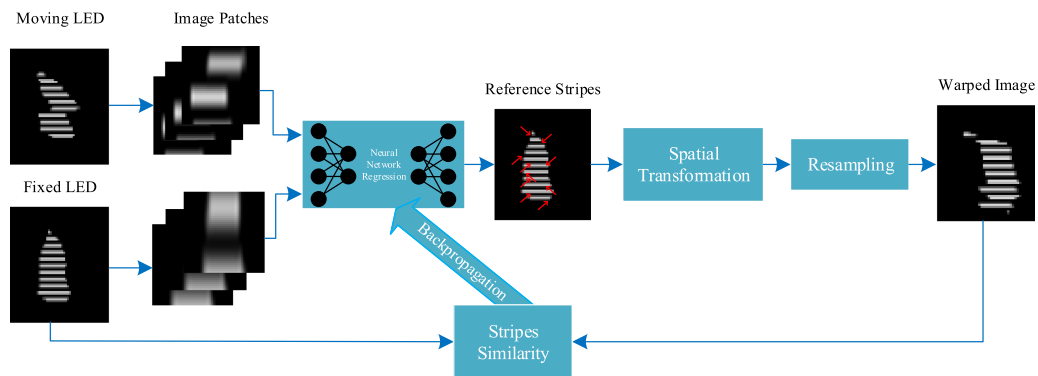 Moving LED
Image Patches
Reference Stripes
Warped Image
Neural
Network
Regression
Spatial
Transformation
Resampling
Fixed LED
Backpropagation
Stripes
Similarity